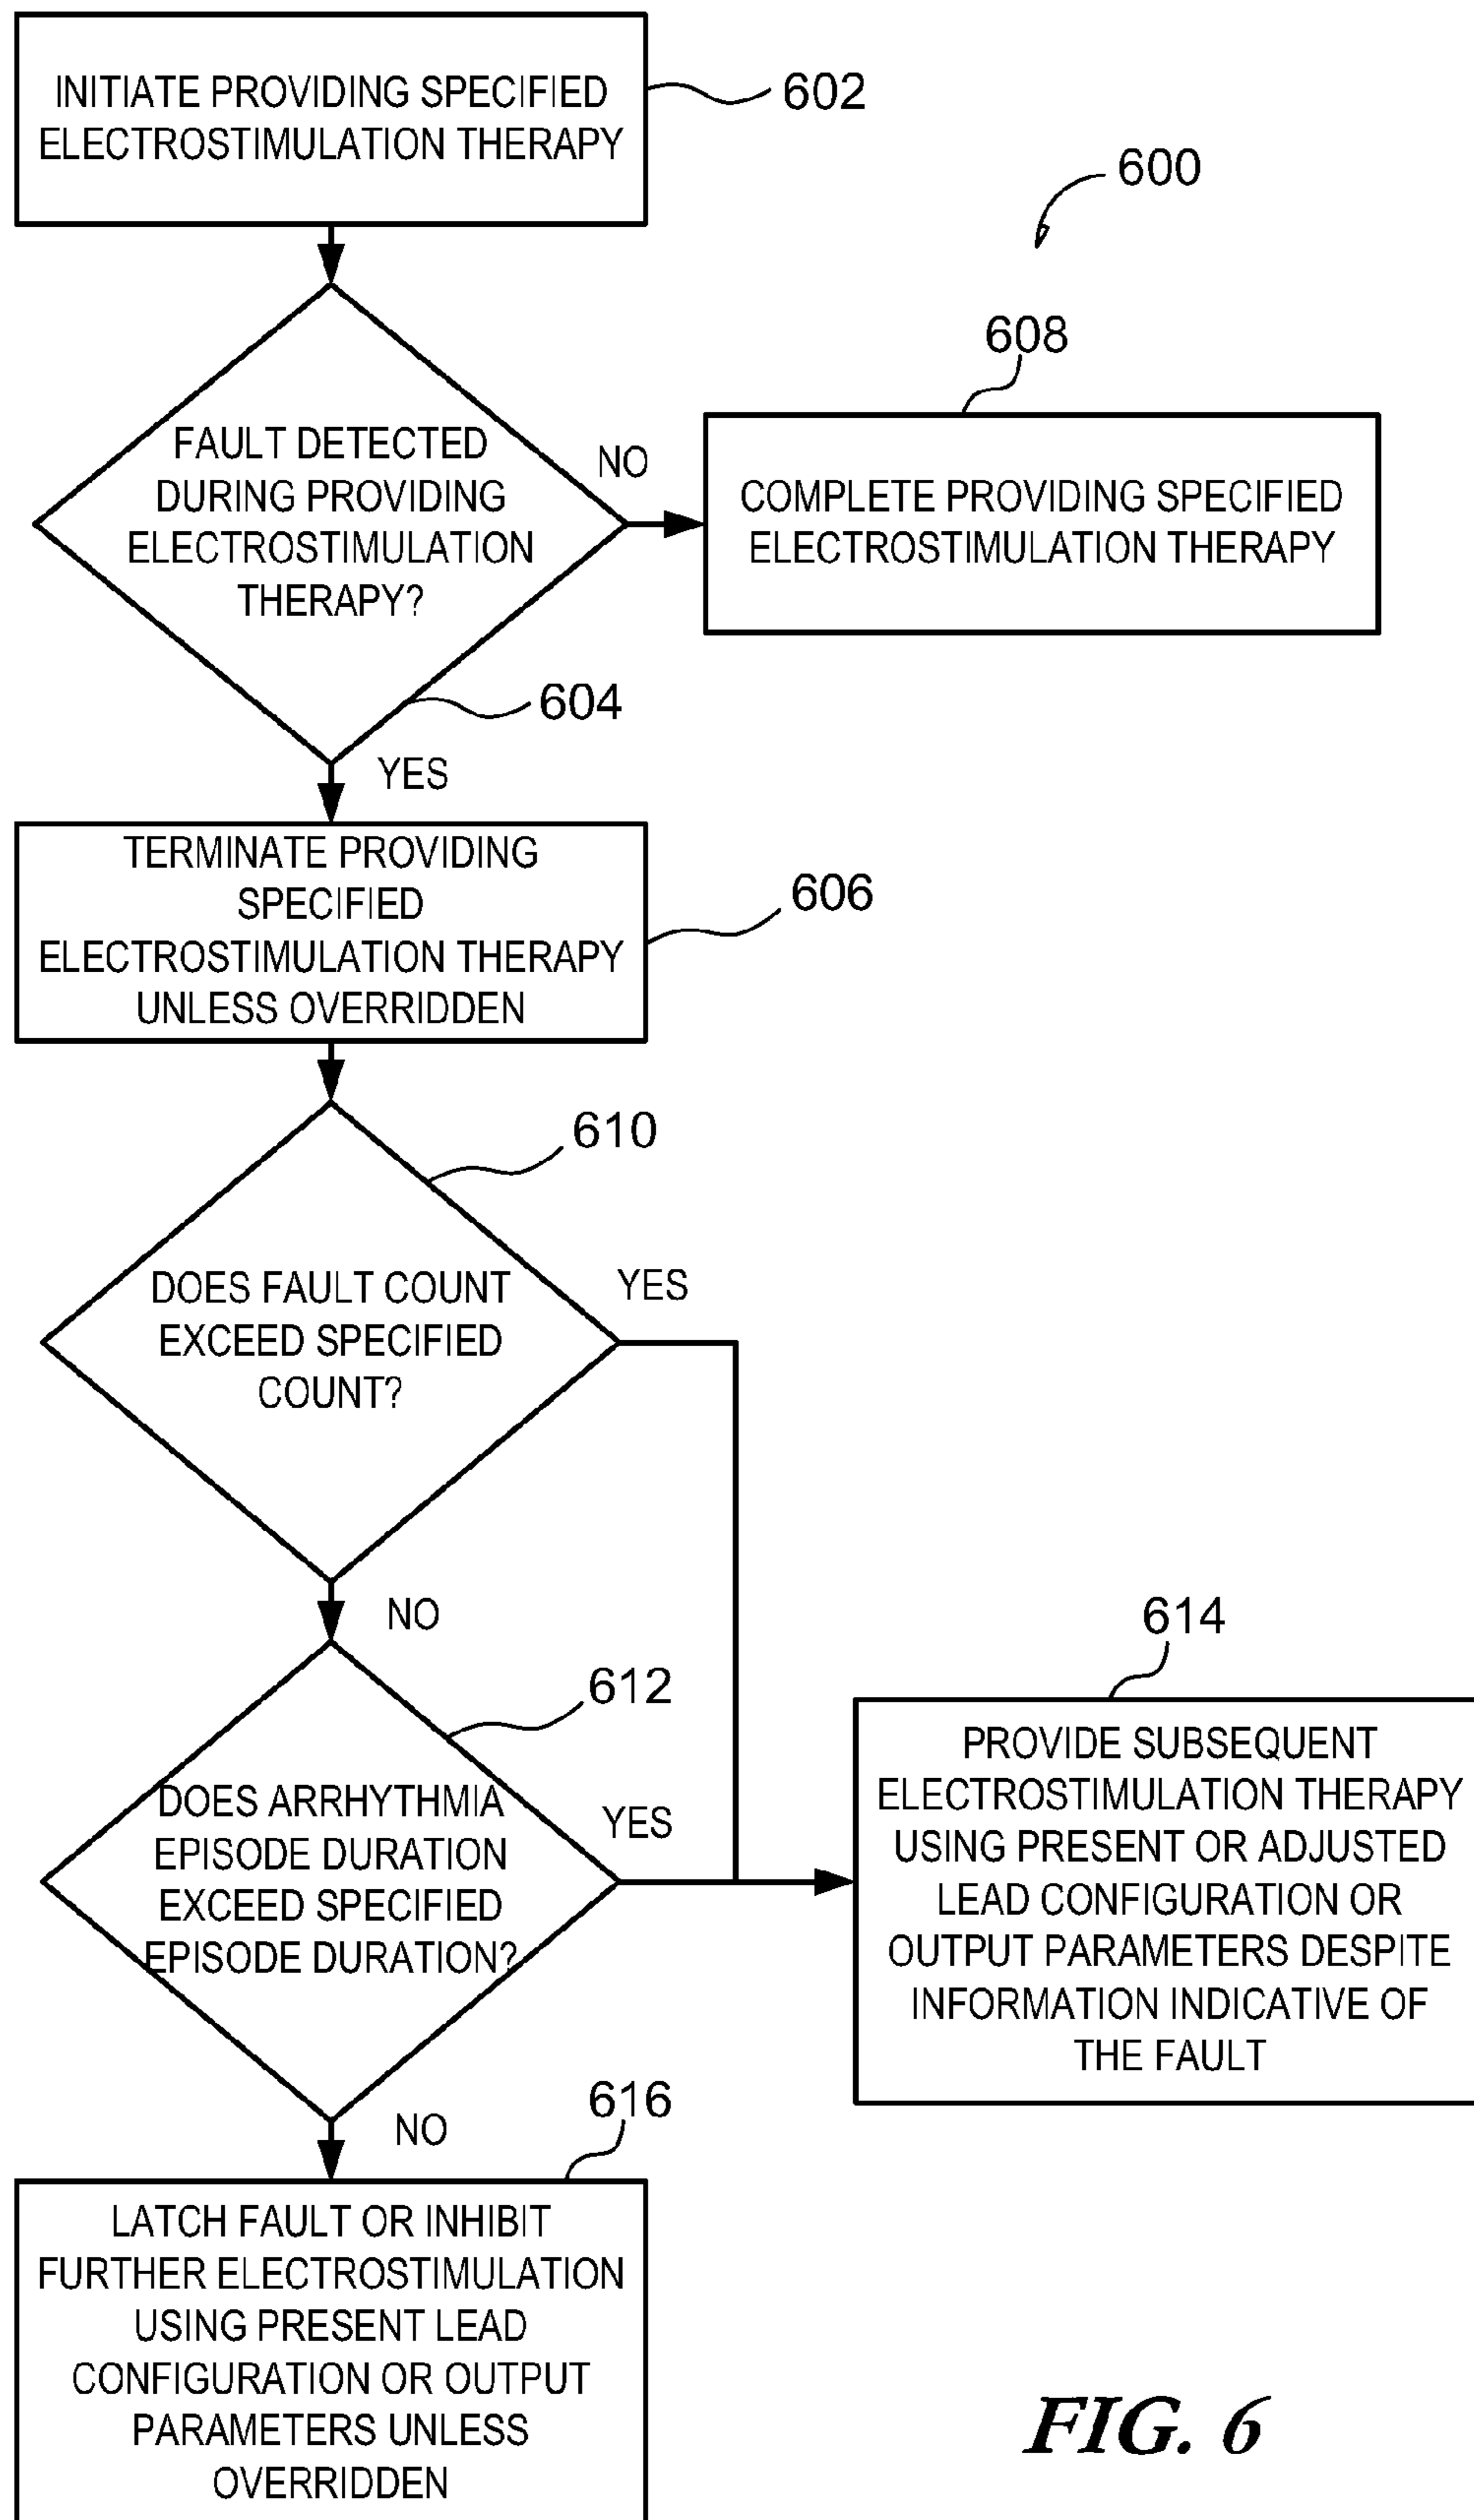 INITIATE PROVIDING SPECIFIED
ELECTROSTIMULATION THERAPY
602
600
608
FAULT DETECTED
DURING PROVIDING
ELECTROSTIMULATION
THERAPY?
NO
COMPLETE PROVIDING SPECIFIED
ELECTROSTIMULATION THERAPY
604
YES
TERMINATE PROVIDING
SPECIFIED
ELECTROSTIMULATION THERAPY
UNLESS OVERRIDDEN
606
610
DOES FAULT COUNT
EXCEED SPECIFIED
COUNT?
YES
NO
612
614
DOES ARRHYTHMIA
EPISODE DURATION
EXCEED SPECIFIED
EPISODE DURATION?
YES
PROVIDE SUBSEQUENT
ELECTROSTIMULATION THERAPY
USING PRESENT OR ADJUSTED
LEAD CONFIGURATION OR
OUTPUT PARAMETERS DESPITE
INFORMATION INDICATIVE OF
THE FAULT
NO
616
LATCH FAULT OR INHIBIT
FURTHER ELECTROSTIMULATION
USING PRESENT LEAD
CONFIGURATION OR OUTPUT
PARAMETERS UNLESS
OVERRIDDEN
FIG. 6